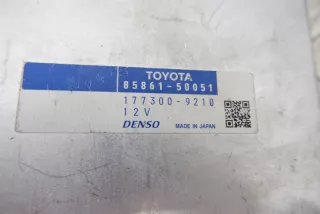 TOYOTA
85861-50051
177300-9210
12V
DENSO MADE IN JAPAN